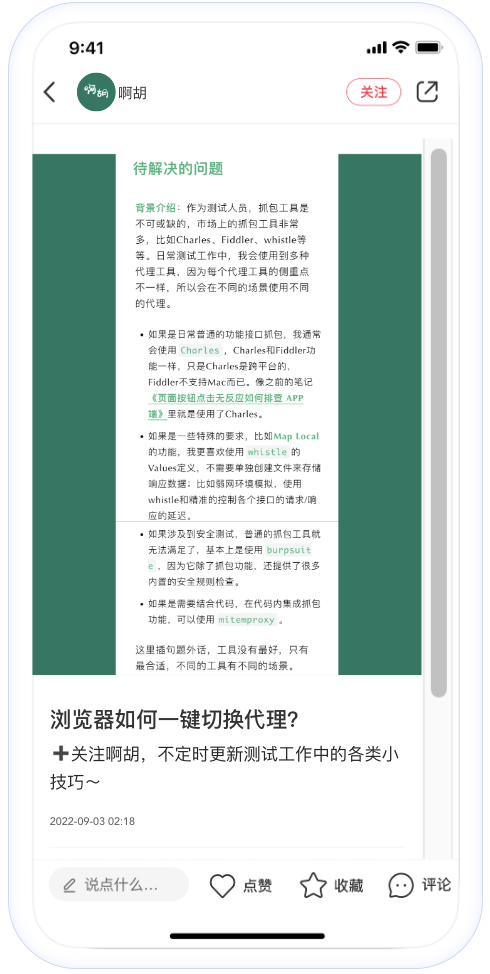 9:41
啊胡
啊胡
关注
待解决的问题
背景介绍：作为测试人员，抓包工具是
不可或缺的，市场上的抓包工具非常
多，比如Charles、Fiddler、whistle等
等。日常测试工作中，我会使用到多种
代理工具，因为每个代理工具的侧重点
不一样，所以会在不同的场景使用不同
的代理。
• 如果是日常普通的功能接口抓包，我通常
会使用 Charles ，Charles和Fiddler功
能一样，只是Charles是跨平台的，
Fiddler不支持Mac而已。像之前的笔记
《页面按钮点击无反应如何排查 APP
端》里就是使用了Charles。
• 如果是一些特殊的要求，比如Map Local
的功能，我更喜欢使用 whistle 的
Values定义，不需要单独创建文件来存储
响应数据；比如弱网环境模拟，使用
whistle和精准的控制各个接口的请求/响
应的延迟。
• 如果涉及到安全测试，普通的抓包工具就
无法满足了，基本上是使用 burpsuit
e ，因为它除了抓包功能，还提供了很多
内置的安全规则检查。
• 如果是需要结合代码，在代码内集成抓包
功能，可以使用 mitemproxy 。
这里插句题外话，工具没有最好，只有
最合适，不同的工具有不同的场景。
浏览器如何一键切换代理?
➕关注啊胡，不定时更新测试工作中的各类小
技巧～
2022-09-03 02:18
说点什么...
点赞
收藏
评论